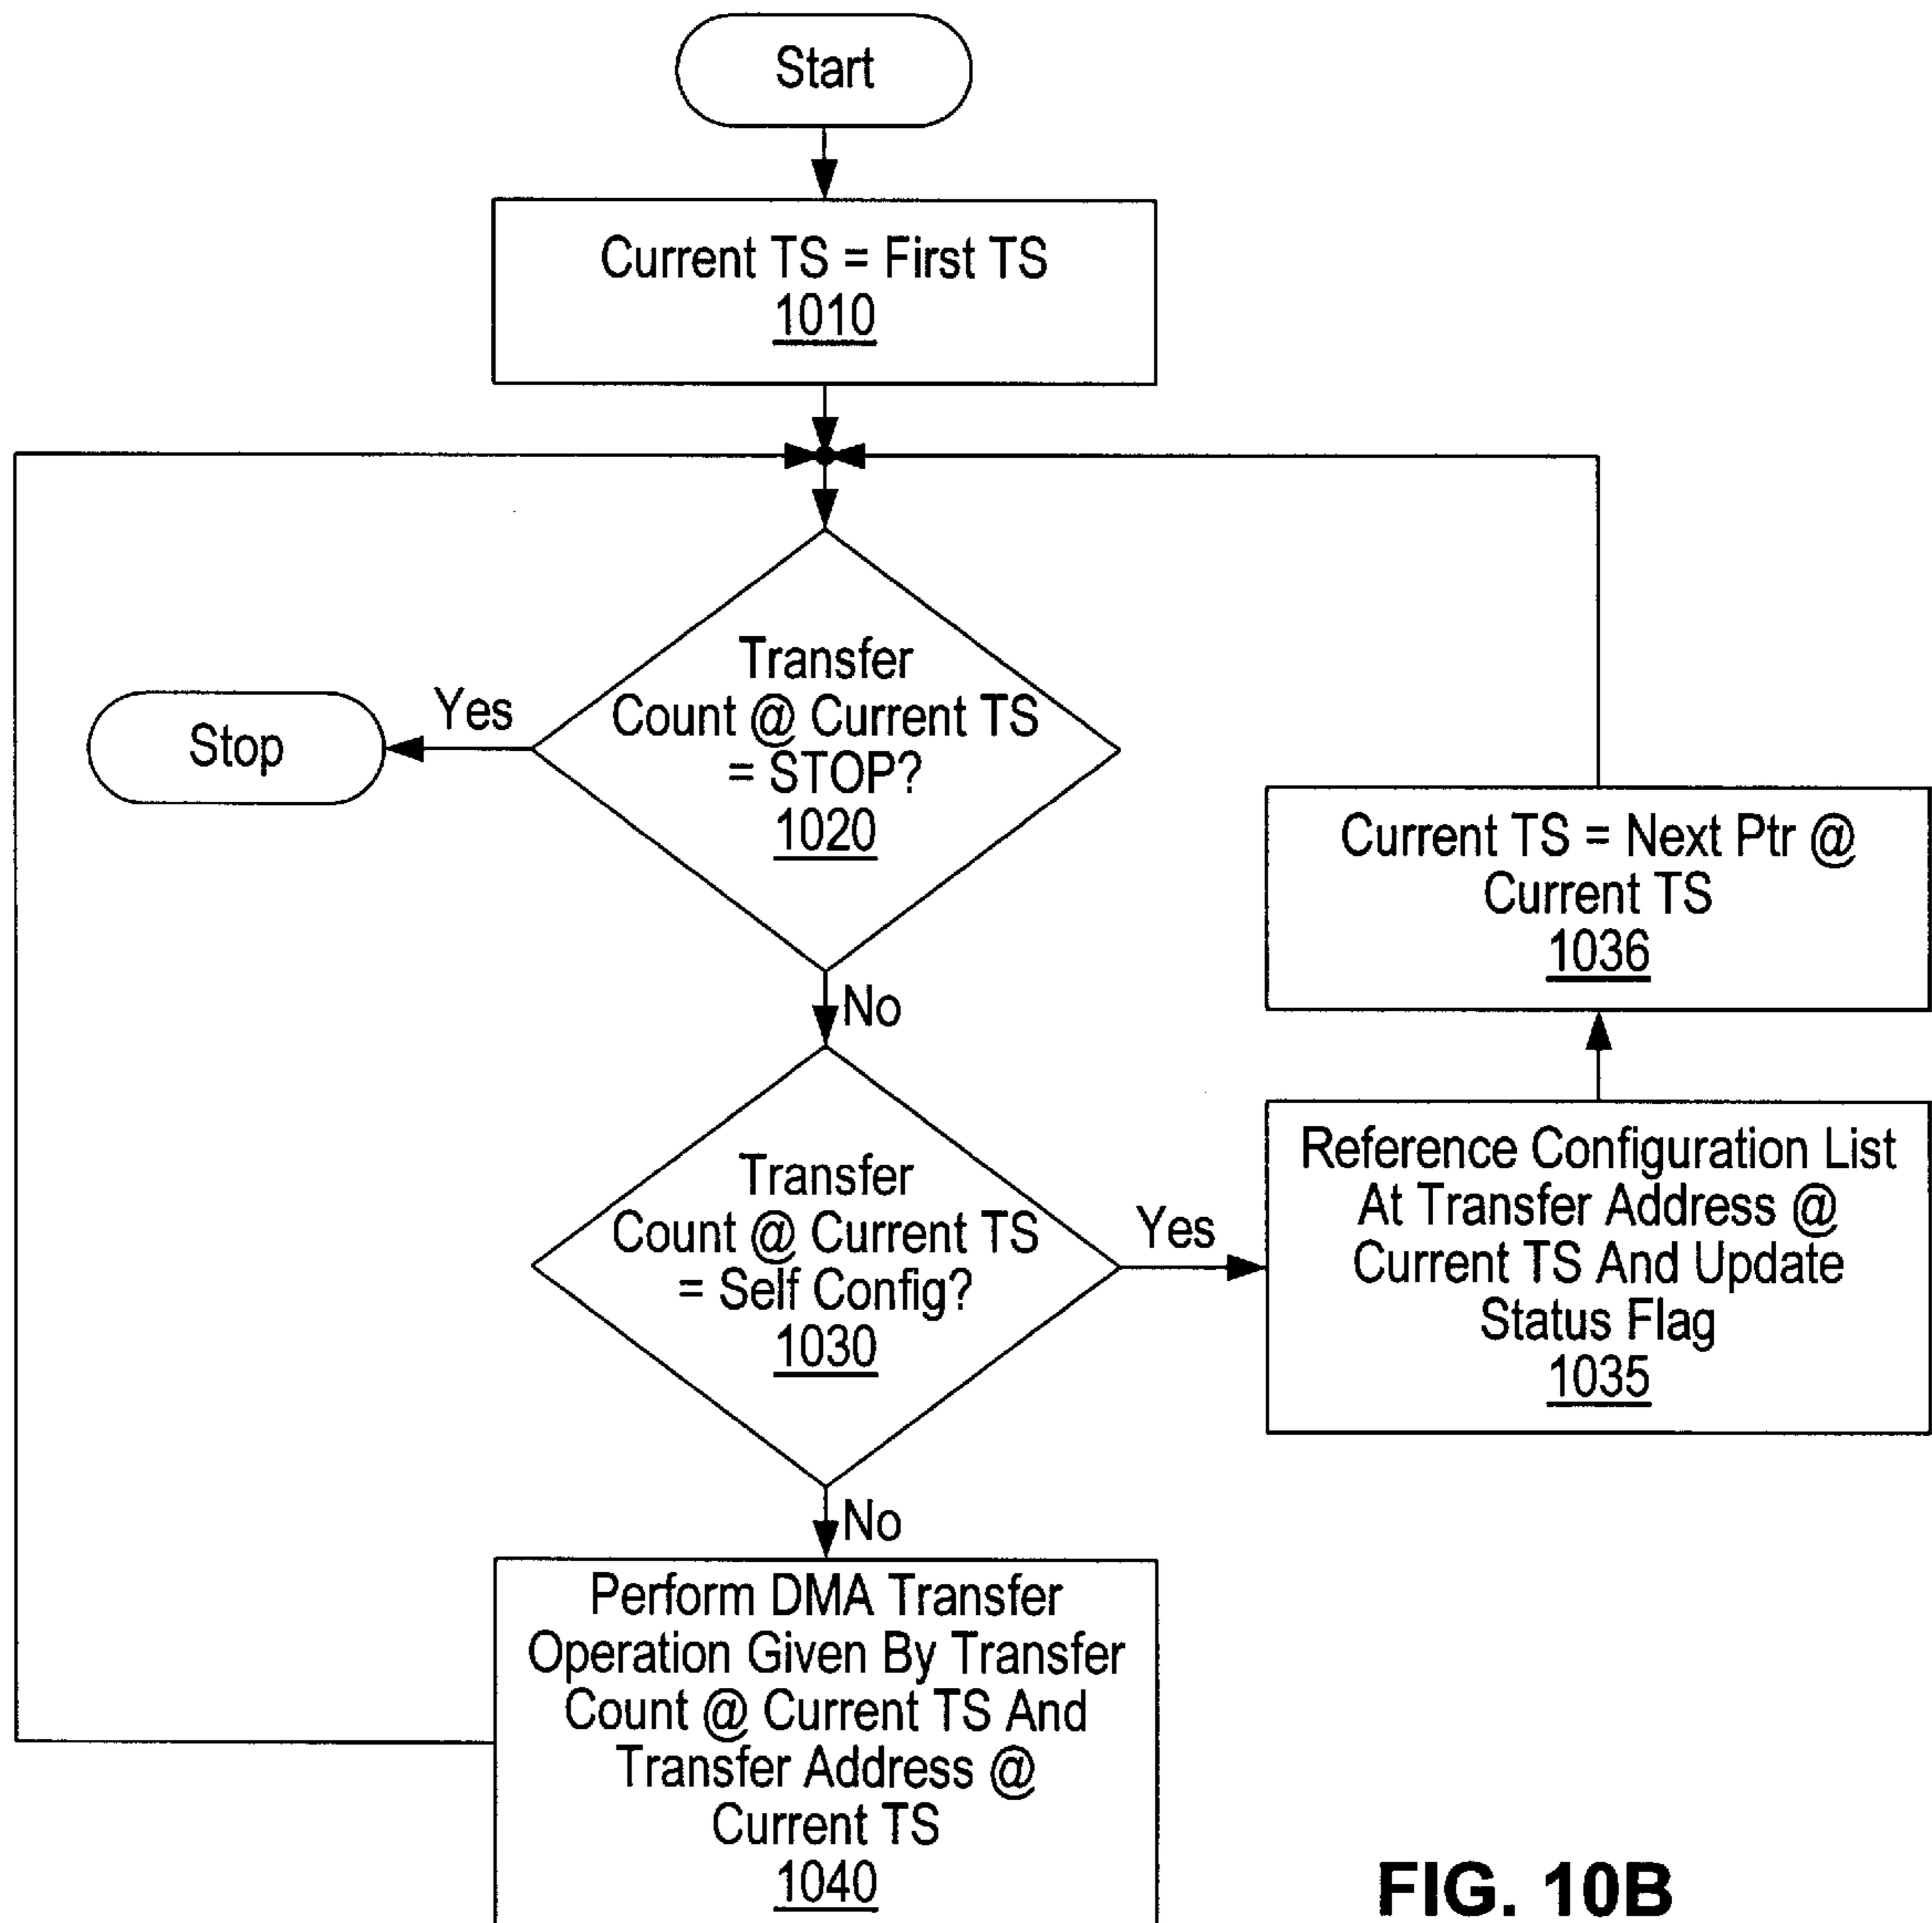 Start
Current TS = First TS
1010
Transfer
Count @ Current TS
= STOP?
1020
Yes
Stop
No
Transfer
Count @ Current TS
= Self Config?
1030
Yes
Reference Configuration List
At Transfer Address @
Current TS And Update
Status Flag
1035
Current TS = Next Ptr @
Current TS
1036
No
Perform DMA Transfer
Operation Given By Transfer
Count @ Current TS And
Transfer Address @
Current TS
1040
FIG. 10B